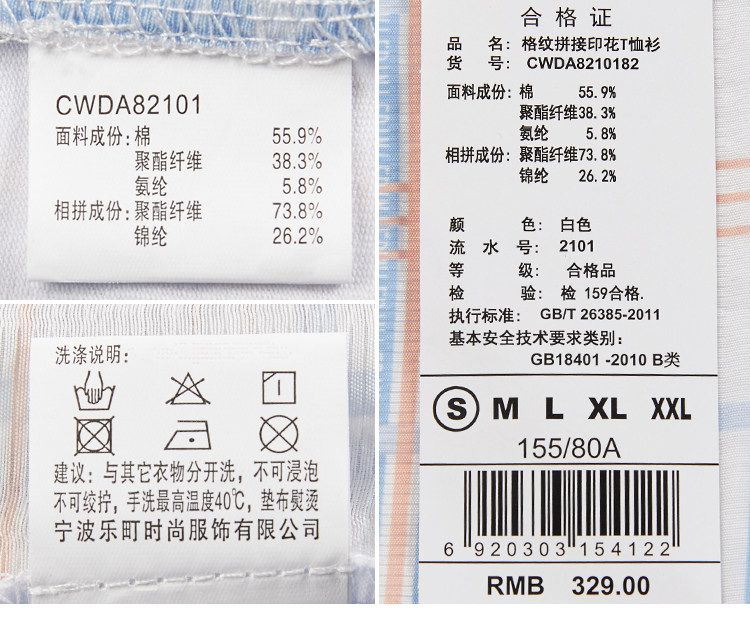 CWDA82101
面料成份: 棉 55.9%
聚酯纤维 38.3%
氨纶 5.8%
相拼成份: 聚酯纤维 73.8%
锦纶 26.2%
洗涤说明:
建议: 与其它衣物分开洗, 不可浸泡
不可绞拧, 手洗最高温度40℃, 垫布熨烫
宁波乐町时尚服饰有限公司
合格证
品 名: 格纹拼接印花T恤衫
货 号: CWDA8210182
面料成份: 棉 55.9%
聚酯纤维38.3%
氨纶 5.8%
相拼成份: 聚酯纤维73.8%
锦纶 26.2%
颜 色: 白色
流 水 号: 2101
等 级: 合格品
检 验: 检 159合格.
执行标准: GB/T 26385-2011
基本安全技术要求类别:
GB18401 -2010 B类
S M L XL XXL
155/80A
6 920303 154122
RMB 329.00